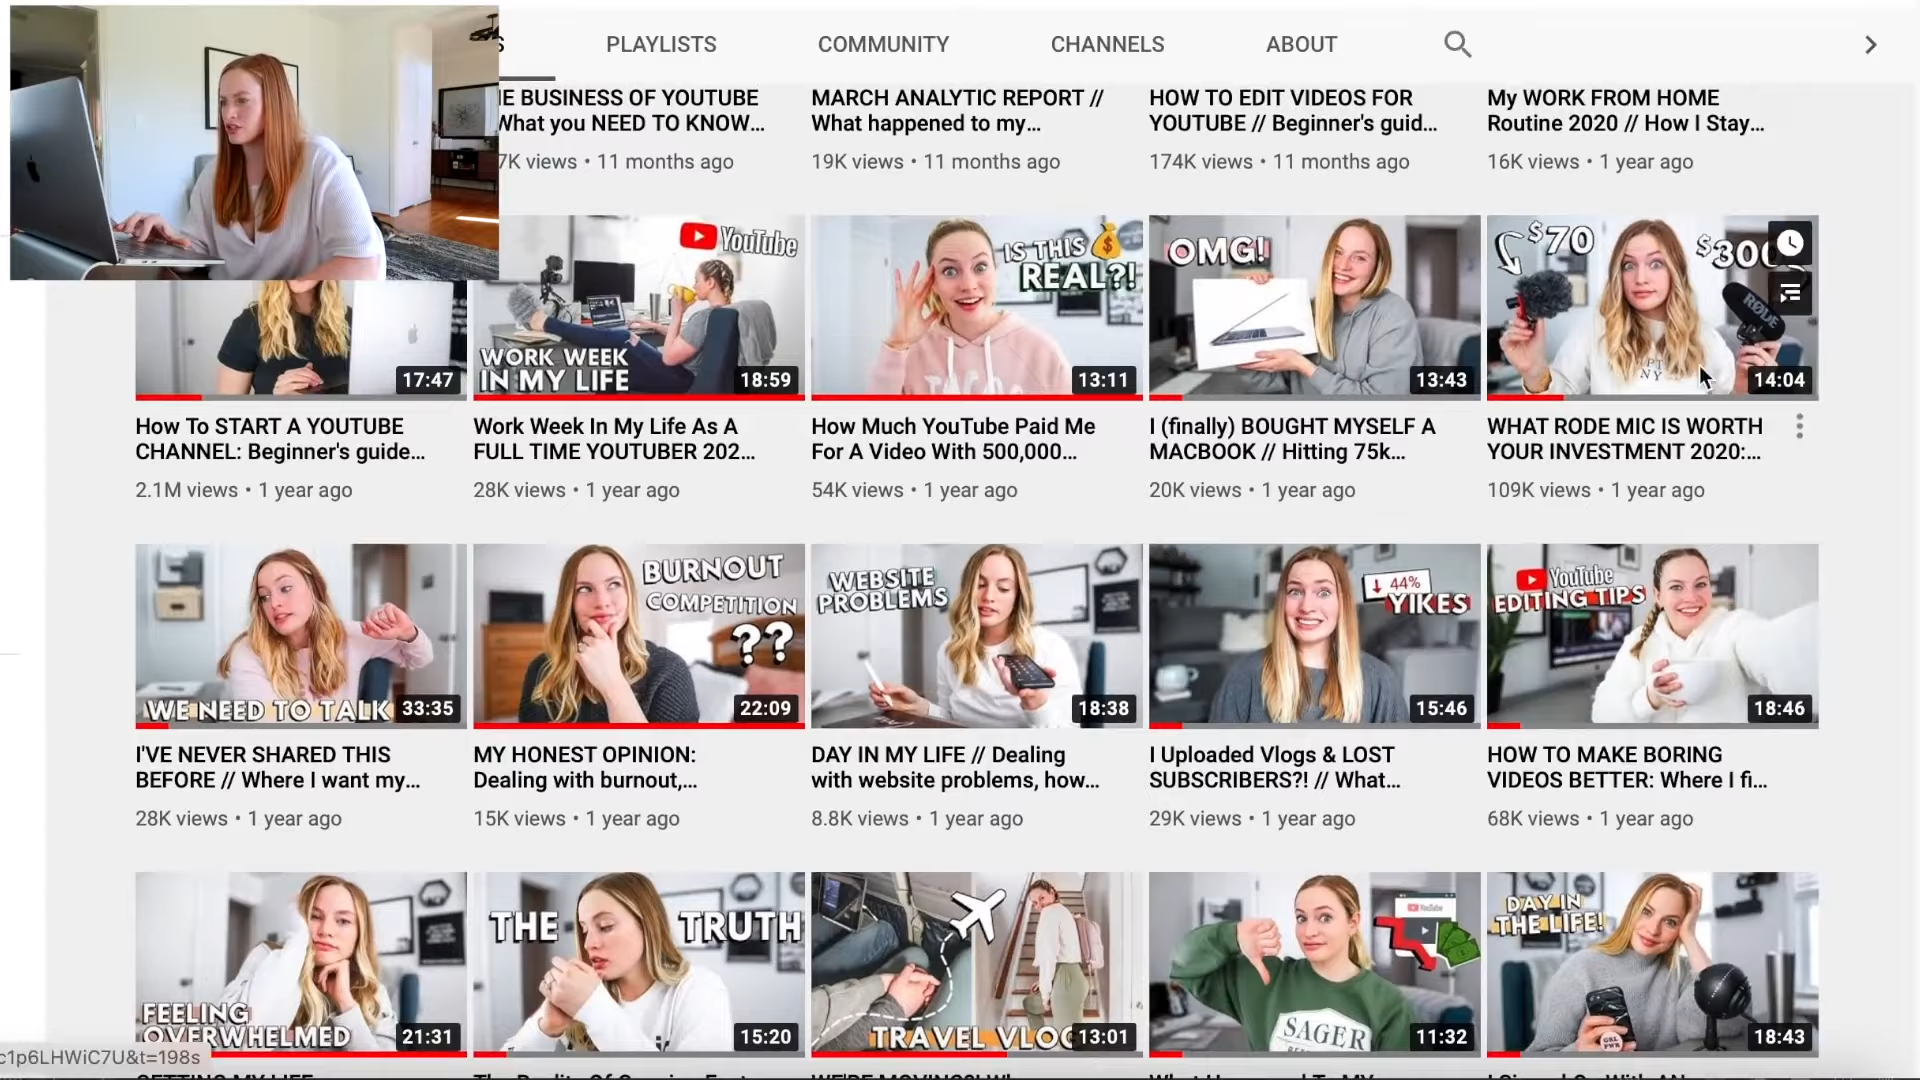 PLAYLISTS
COMMUNITY
CHANNELS
ABOUT
E BUSINESS OF YOUTUBE
What you NEED TO KNOW...
7K views • 11 months ago
MARCH ANALYTIC REPORT //
What happened to my...
19K views • 11 months ago
HOW TO EDIT VIDEOS FOR
YOUTUBE // Beginner's guid...
174K views • 11 months ago
My WORK FROM HOME
Routine 2020 // How I Stay...
16K views • 1 year ago
17:47
How To START A YOUTUBE
CHANNEL: Beginner's guide...
2.1M views • 1 year ago
YouTube
WORK WEEK
IN MY LIFE
18:59
Work Week In My Life As A
FULL TIME YOUTUBER 202...
28K views • 1 year ago
IS THIS
REAL?!
13:11
How Much YouTube Paid Me
For A Video With 500,000...
54K views • 1 year ago
OMG!
13:43
I (finally) BOUGHT MYSELF A
MACBOOK // Hitting 75k...
20K views • 1 year ago
$70
$300
RØDE
14:04
WHAT RODE MIC IS WORTH
YOUR INVESTMENT 2020:...
109K views • 1 year ago
WE NEED TO TALK
33:35
I'VE NEVER SHARED THIS
BEFORE // Where I want my...
28K views • 1 year ago
BURNOUT
COMPETITION
??
22:09
MY HONEST OPINION:
Dealing with burnout,...
15K views • 1 year ago
WEBSITE
PROBLEMS
18:38
DAY IN MY LIFE // Dealing
with website problems, how...
8.8K views • 1 year ago
44%
YIKES
15:46
I Uploaded Vlogs & LOST
SUBSCRIBERS?! // What...
29K views • 1 year ago
YouTube
EDITING TIPS
18:46
HOW TO MAKE BORING
VIDEOS BETTER: Where I fi...
68K views • 1 year ago
FEELING
OVERWHELMED
21:31
THE TRUTH
15:20
TRAVEL VLOG
13:01
YouTube
SAGER
11:32
DAY IN
THE LIFE!
GRL
PWR
18:43
c1p6LHWiC7U&t=198s